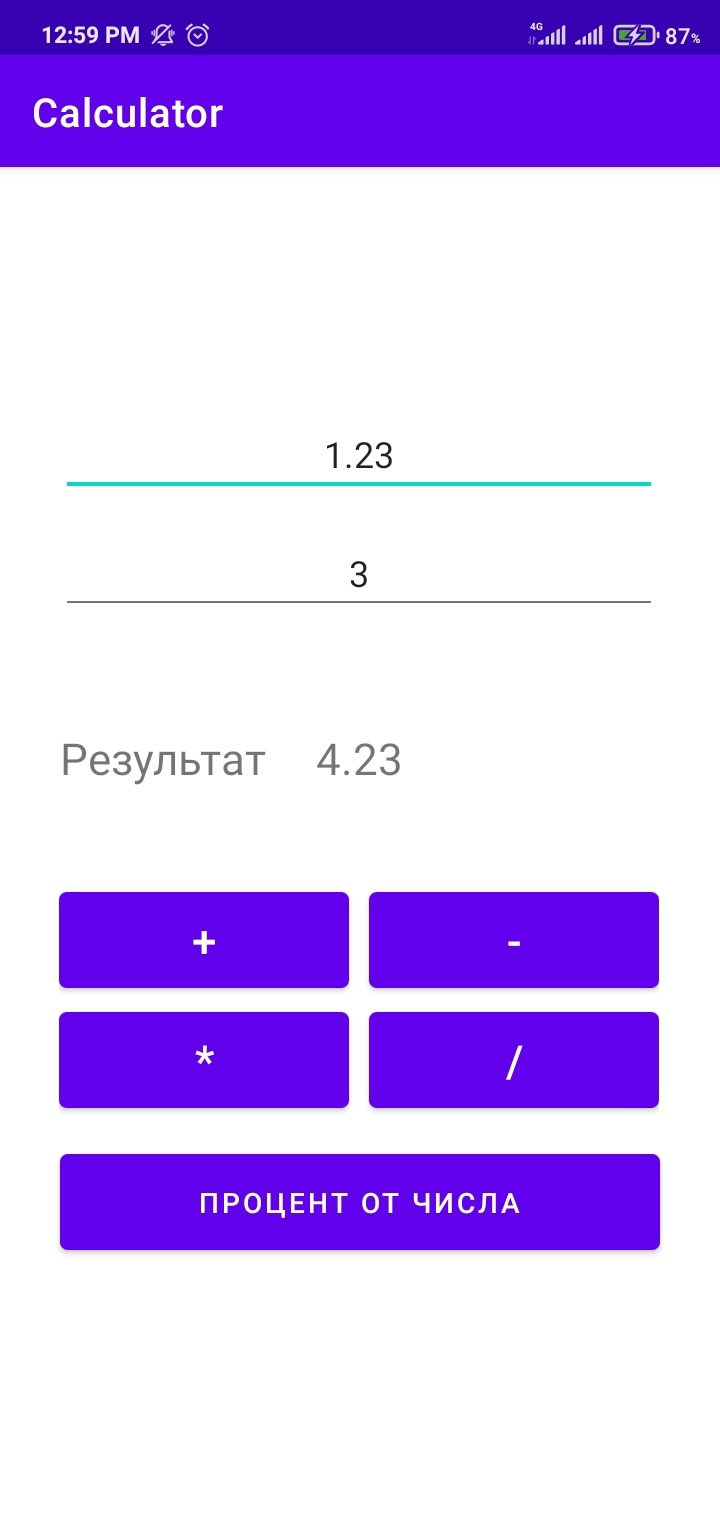 12:59 PM 4G 87%
Calculator
1.23
3
Результат 4.23
+ -
* /
ПРОЦЕНТ ОТ ЧИСЛА